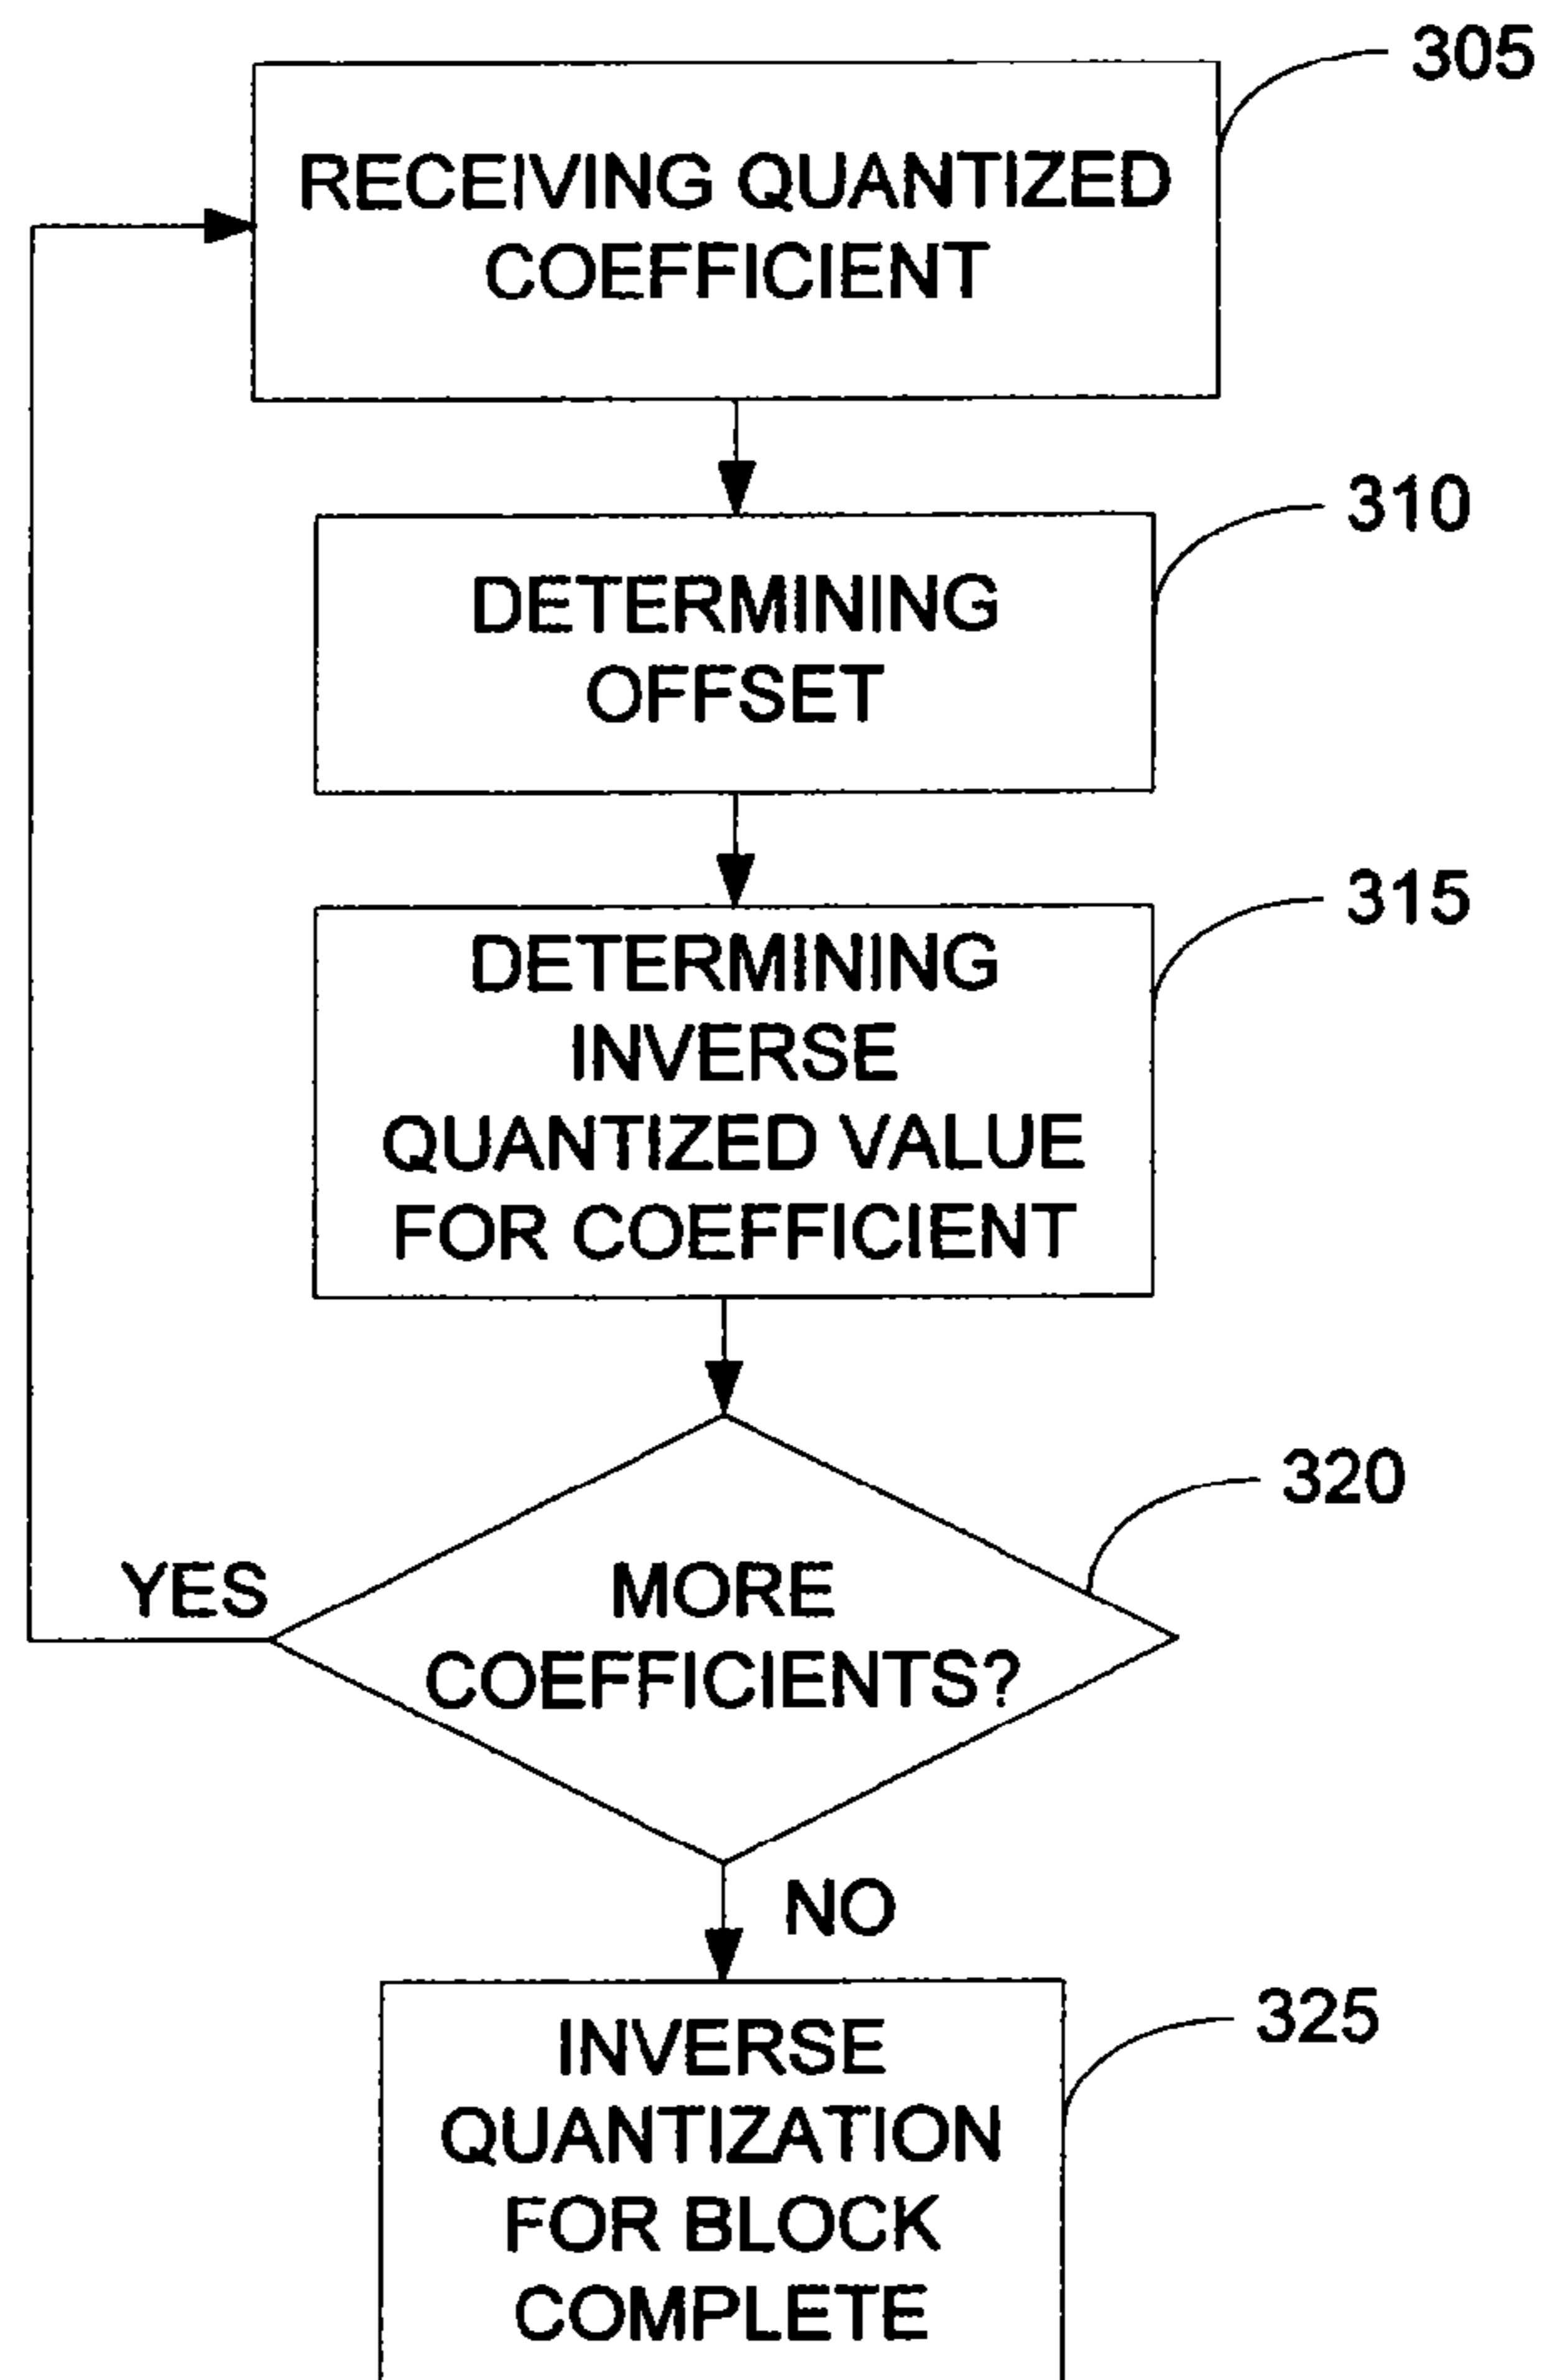 305
RECEIVING QUANTIZED
COEFFICIENT
310
DETERMINING
OFFSET
315
DETERMINING
INVERSE
QUANTIZED VALUE
FOR COEFFICIENT
320
YES
MORE
COEFFICIENTS?
NO
325
INVERSE
QUANTIZATION
FOR BLOCK
COMPLETE